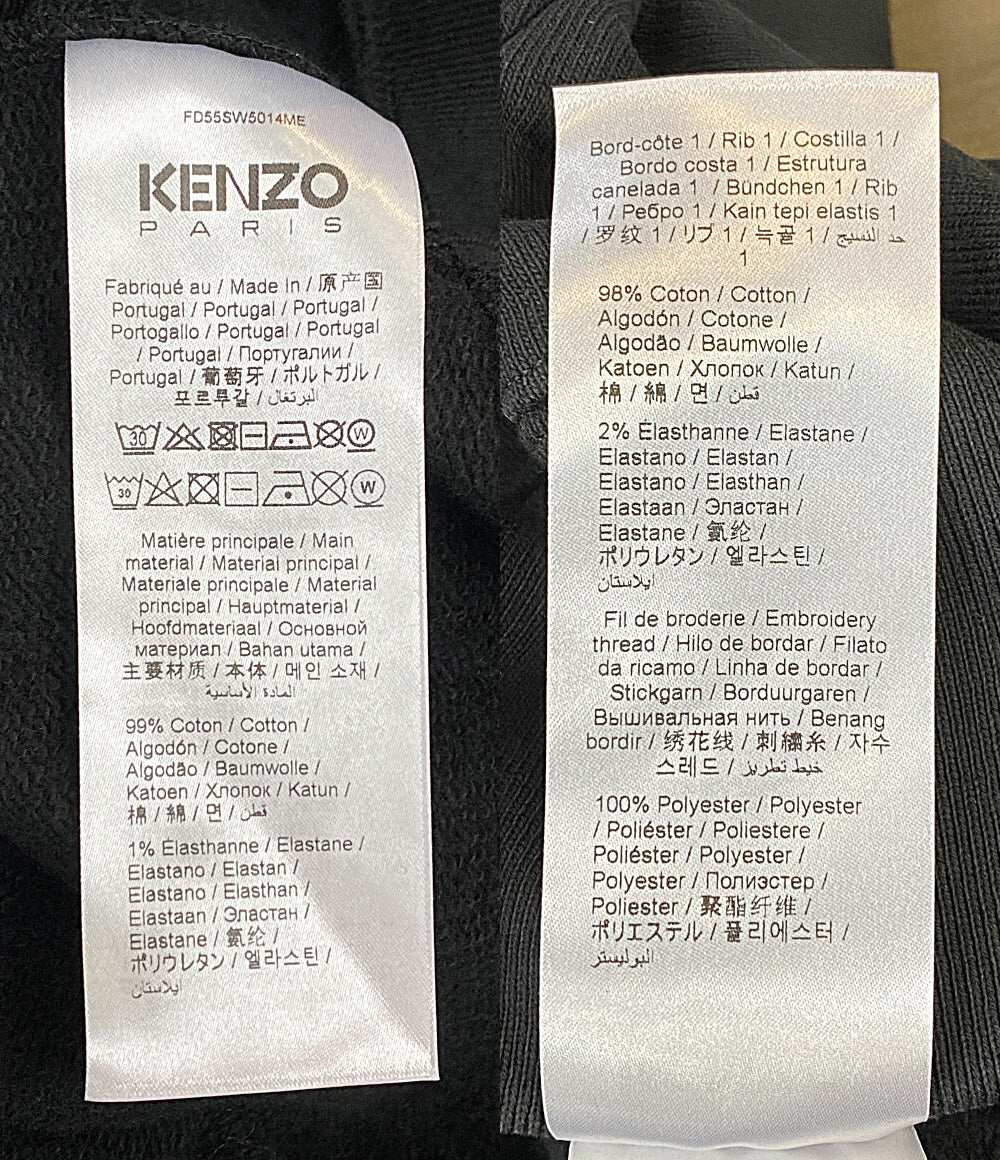 FD55SW5014ME
KENZO
PARIS
Fabriqué au / Made In / 原产国
Portugal / Portugal / Portugal /
Portogallo / Portugal / Portugal
/ Portugal / Португалии /
Portugal / 葡萄牙 / ポルトガル /
포르투갈 / البرتغال
30 W
30 W
Matière principale / Main
material / Material principal /
Materiale principale / Material
principal / Hauptmaterial /
Hoofdmateriaal / Основной
материал / Bahan utama /
主要材质 / 本体 / 메인 소재 /
المادة الأساسية
99% Coton / Cotton /
Algodón / Cotone /
Algodão / Baumwolle /
Katoen / Хлопок / Katun /
棉 / 綿 / 면 / قطن
1% Élasthanne / Elastane /
Elastano / Elastan /
Elastano / Elasthan /
Elastaan / Эластан /
Elastane / 氨纶 /
ポリウレタン / 엘라스틴 /
ايلاستان
Bord-côte 1 / Rib 1 / Costilla 1 /
Bordo costa 1 / Estrutura
canelada 1 / Bündchen 1 / Rib
1 / Ребро 1 / Kain tepi elastis 1
/ 罗纹 1 / リブ 1 / 늑골 1 / حد النسيج
1
98% Coton / Cotton /
Algodón / Cotone /
Algodão / Baumwolle /
Katoen / Хлопок / Katun /
棉 / 綿 / 면 / قطن
2% Élasthanne / Elastane /
Elastano / Elastan /
Elastano / Elasthan /
Elastaan / Эластан /
Elastane / 氨纶 /
ポリウレタン / 엘라스틴 /
ايلاستان
Fil de broderie / Embroidery
thread / Hilo de bordar / Filato
da ricamo / Linha de bordar /
Stickgarn / Borduurgaren /
Вышивальная нить / Benang
bordir / 绣花线 / 刺繍糸 / 자수
스레드 / خيط تطريز
100% Polyester / Polyester
/ Poliéster / Poliestere /
Poliéster / Polyester /
Polyester / Полиэстер /
Poliester / 聚酯纤维 /
ポリエステル / 폴리에스터 /
البوليستر